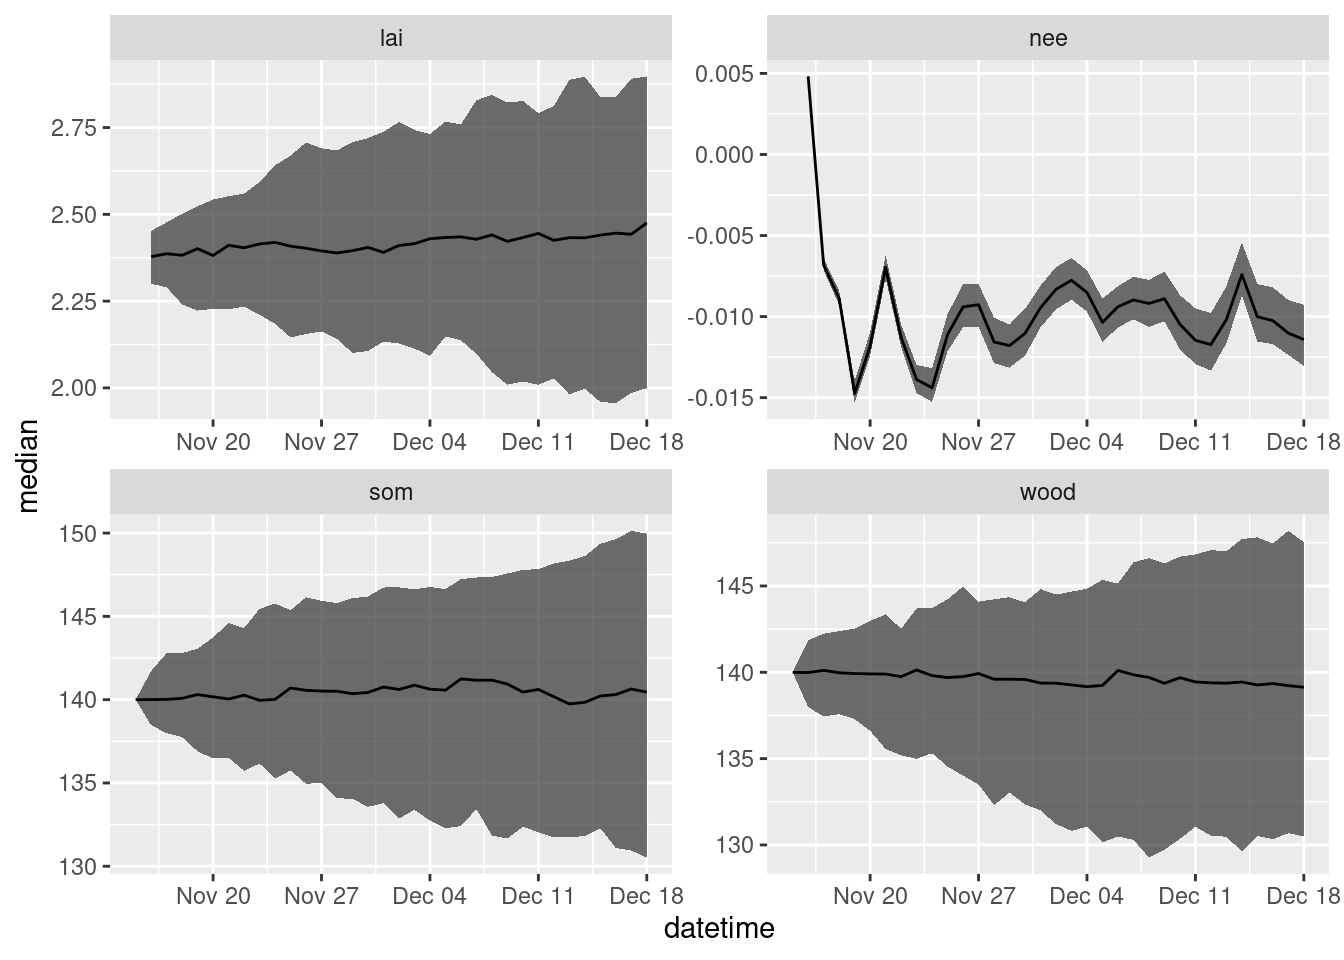 lai
2.75
2.50
2.25
2.00
Nov 20 Nov 27 Dec 04 Dec 11 Dec 18
nee
0.005
0.000
-0.005
-0.010
-0.015
Nov 20 Nov 27 Dec 04 Dec 11 Dec 18
median
som
150
145
140
135
130
Nov 20 Nov 27 Dec 04 Dec 11 Dec 18
wood
145
140
135
130
Nov 20 Nov 27 Dec 04 Dec 11 Dec 18
datetime